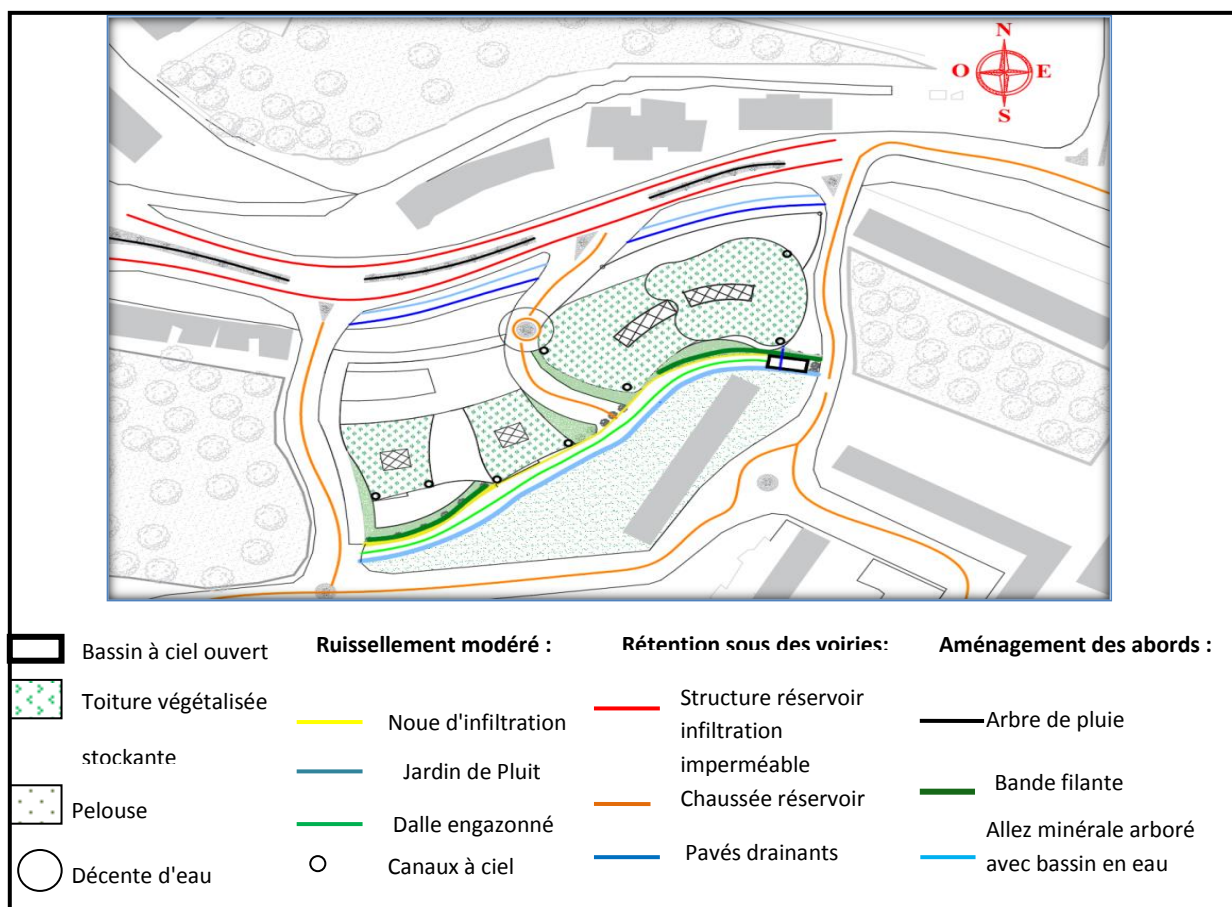 N
O E
S
Bassin à ciel ouvert
Toiture végétalisée
stockante
Pelouse
Décente d'eau
Ruissellement modéré :
Noue d'infiltration
Jardin de Pluit
Dalle engazonné
Canaux à ciel
Rétention sous des voiries:
Structure réservoir
infiltration
imperméable
Chaussée réservoir
Pavés drainants
Aménagement des abords :
Arbre de pluie
Bande filante
Allez minérale arboré
avec bassin en eau